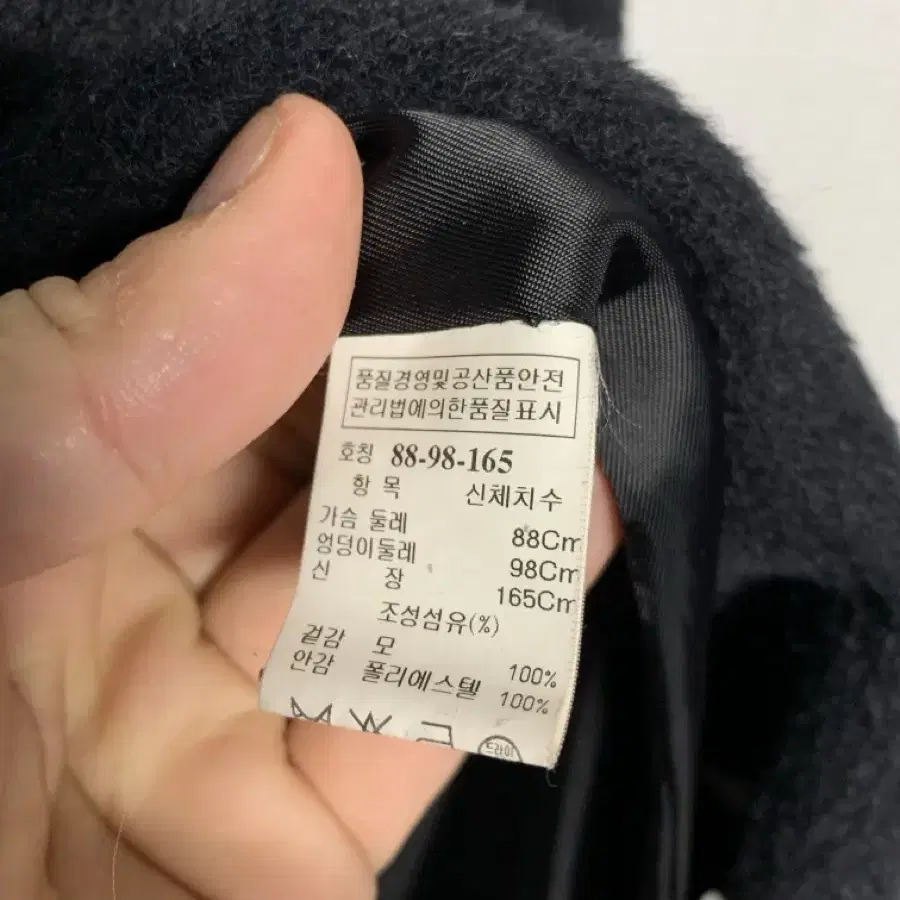 품질경영및공산품안전
관리법에의한품질표시
호칭 88-98-165
항 목 신체치수
가슴 둘레 88Cm
엉덩이둘레 98Cm
신 장 165Cm
조성섬유(%)
겉감 모 100%
안감 폴리에스텔 100%
드라이